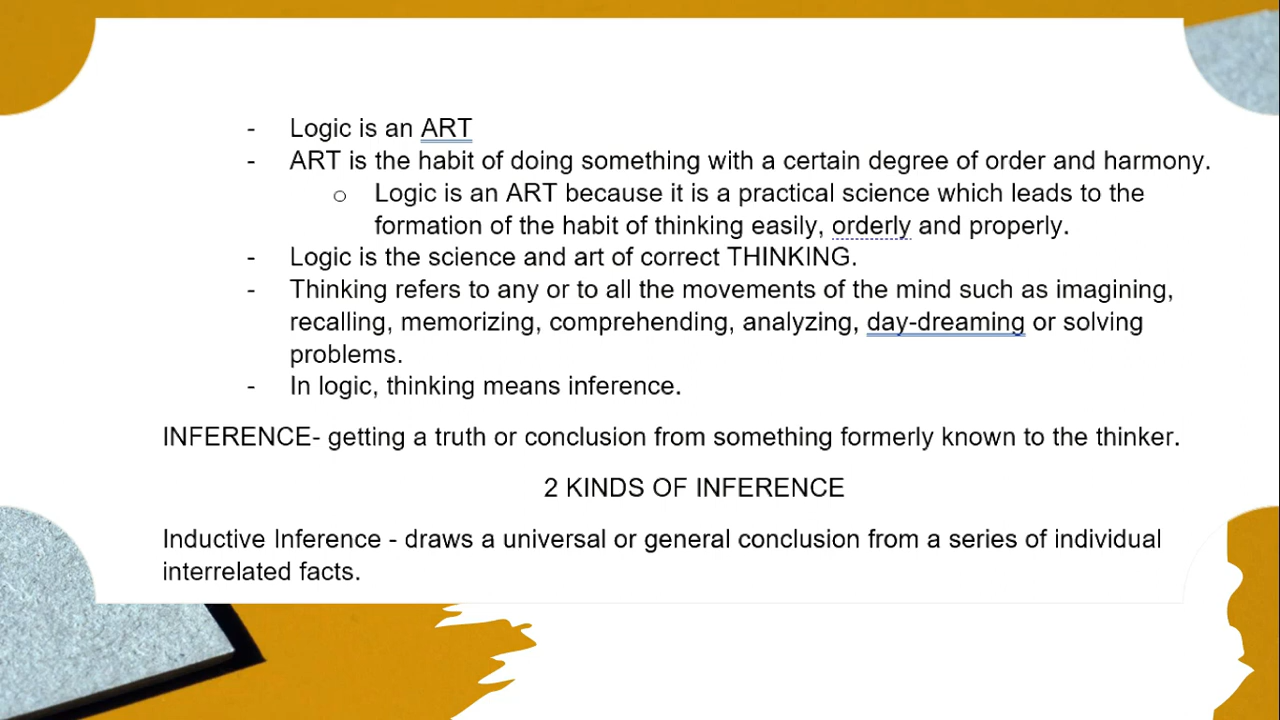 - Logic is an ART
- ART is the habit of doing something with a certain degree of order and harmony.
o Logic is an ART because it is a practical science which leads to the
formation of the habit of thinking easily, orderly and properly.
- Logic is the science and art of correct THINKING.
- Thinking refers to any or to all the movements of the mind such as imagining,
recalling, memorizing, comprehending, analyzing, day-dreaming or solving
problems.
- In logic, thinking means inference.
INFERENCE- getting a truth or conclusion from something formerly known to the thinker.
2 KINDS OF INFERENCE
Inductive Inference - draws a universal or general conclusion from a series of individual
interrelated facts.